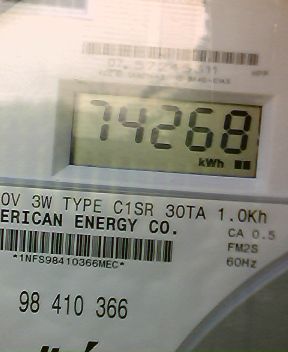 74268
kWh
0V 3W TYPE C1SR 30TA 1.0Kh
ERICAN ENERGY CO.
CA 0.5
FM2S
*1NFS98410366MEC*
60Hz
98 410 366